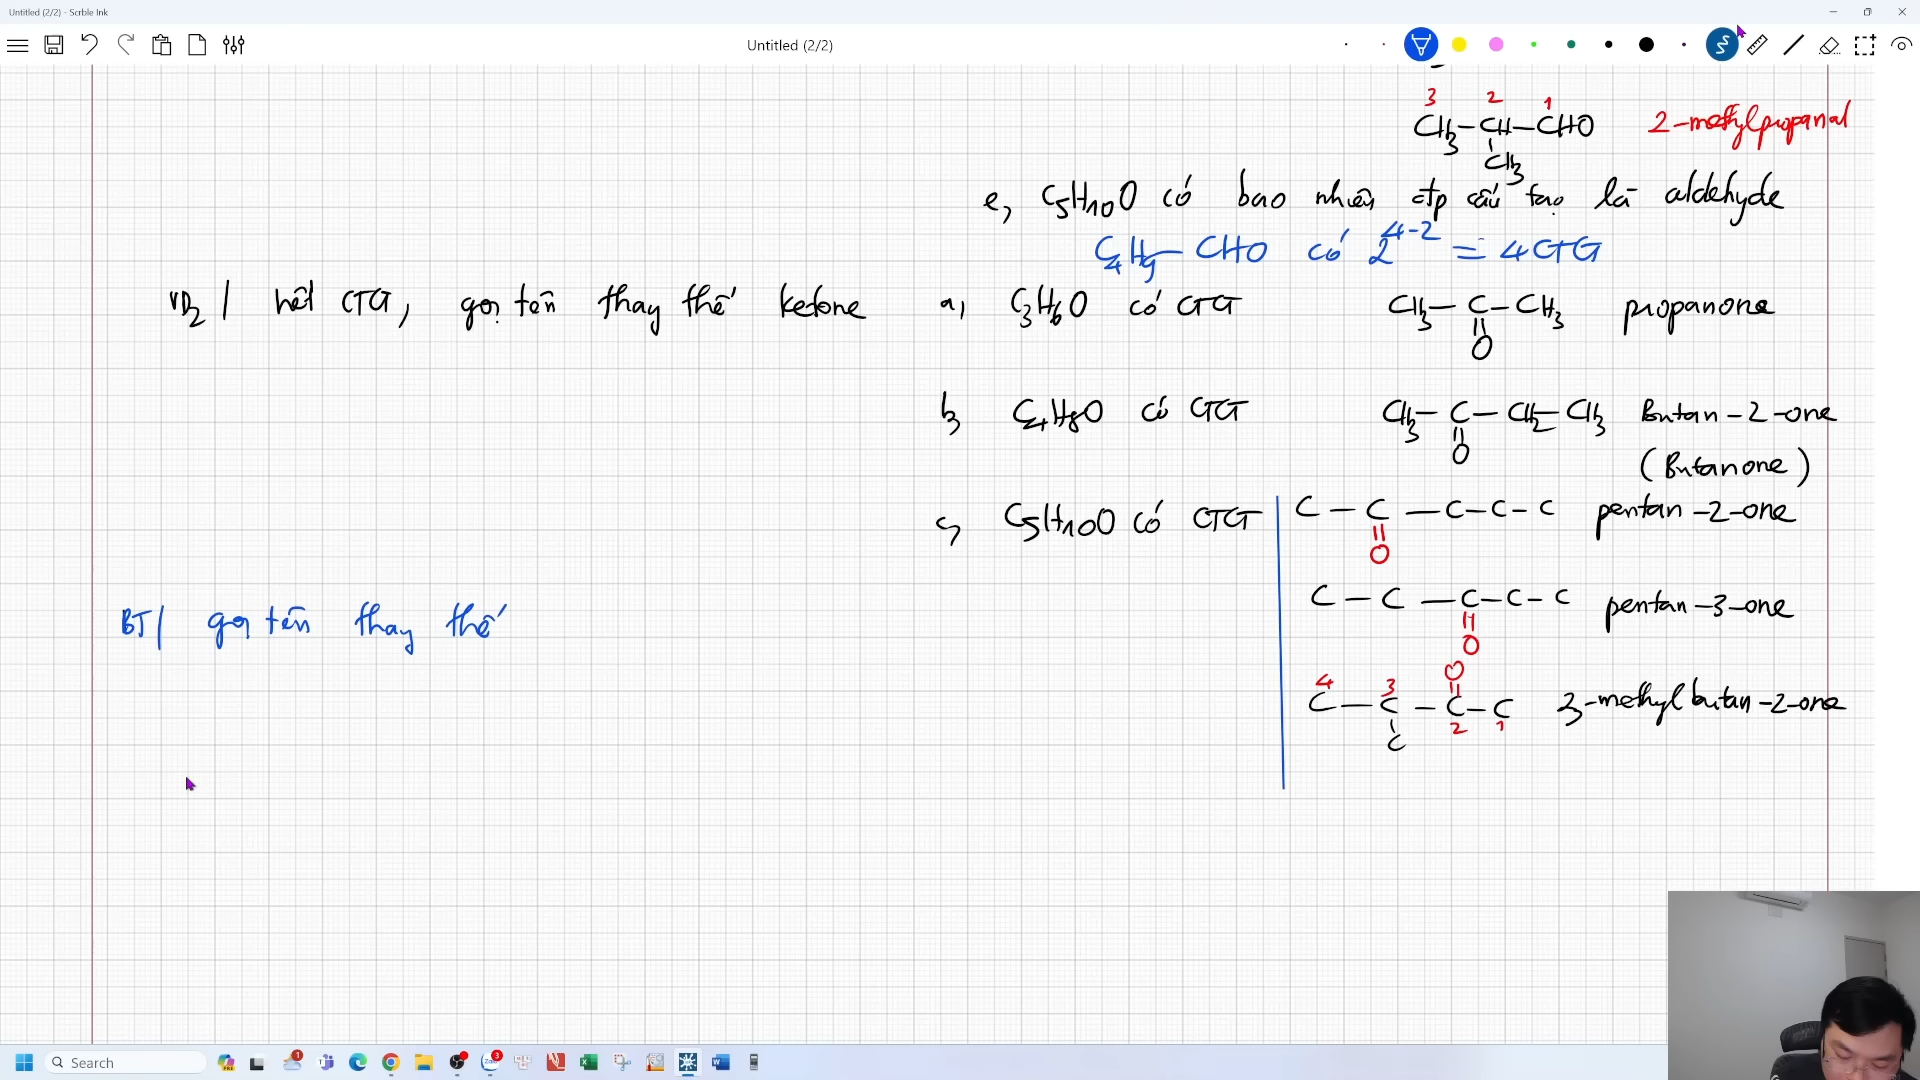 Untitled (2/2) - Scrble Ink
Untitled (2/2)
3 2 1
CH3-CH-CHO 2-methylpropanal
CH3
e, C5H10O có bao nhiêu đp cấu tạo là aldehyde
C4H9-CHO có 2^4-2 = 4CTCT
VD2/ viết CTCT, gọi tên thay thế ketone a, C3H6O có CTCT CH3-C-CH3 propanone
O
b, C4H8O có CTCT CH3-C-CH2-CH3 Butan-2-one
O
(Butanone)
c, C5H10O có CTCT C-C-C-C-C pentan-2-one
O
C-C-C-C-C pentan-3-one
O
BT/ gọi tên thay thế
O
4 3
C-C-C-C 3-methylbutan-2-one
2 1
C
Search